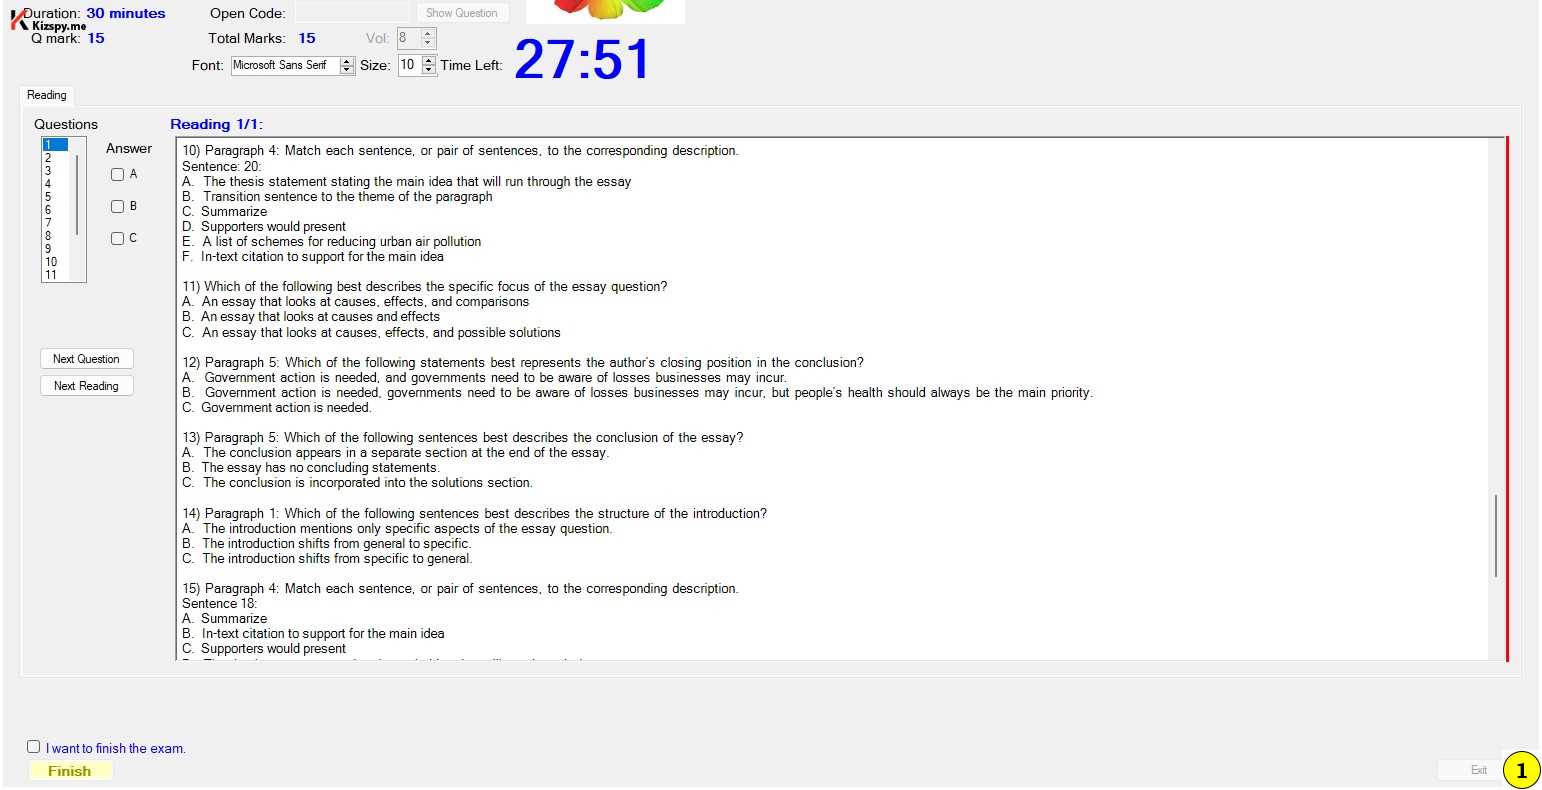 Duration: 30 minutes
Open Code:
Show Question
Kizspy.me
Q mark: 15
Total Marks: 15
Vol: 8
Font: Microsoft Sans Serif
Size: 10
Time Left: 27:51
Reading
Questions
Reading 1/1:
1
2
3
4
5
6
7
8
9
10
11
Answer
A
B
C
Next Question
Next Reading
10) Paragraph 4: Match each sentence, or pair of sentences, to the corresponding description.
Sentence: 20:
A. The thesis statement stating the main idea that will run through the essay
B. Transition sentence to the theme of the paragraph
C. Summarize
D. Supporters would present
E. A list of schemes for reducing urban air pollution
F. In-text citation to support for the main idea
11) Which of the following best describes the specific focus of the essay question?
A. An essay that looks at causes, effects, and comparisons
B. An essay that looks at causes and effects
C. An essay that looks at causes, effects, and possible solutions
12) Paragraph 5: Which of the following statements best represents the author's closing position in the conclusion?
A. Government action is needed, and governments need to be aware of losses businesses may incur.
B. Government action is needed, governments need to be aware of losses businesses may incur, but people's health should always be the main priority.
C. Government action is needed.
13) Paragraph 5: Which of the following sentences best describes the conclusion of the essay?
A. The conclusion appears in a separate section at the end of the essay.
B. The essay has no concluding statements.
C. The conclusion is incorporated into the solutions section.
14) Paragraph 1: Which of the following sentences best describes the structure of the introduction?
A. The introduction mentions only specific aspects of the essay question.
B. The introduction shifts from general to specific.
C. The introduction shifts from specific to general.
15) Paragraph 4: Match each sentence, or pair of sentences, to the corresponding description.
Sentence 18:
A. Summarize
B. In-text citation to support for the main idea
C. Supporters would present
I want to finish the exam.
Finish
Exit
1